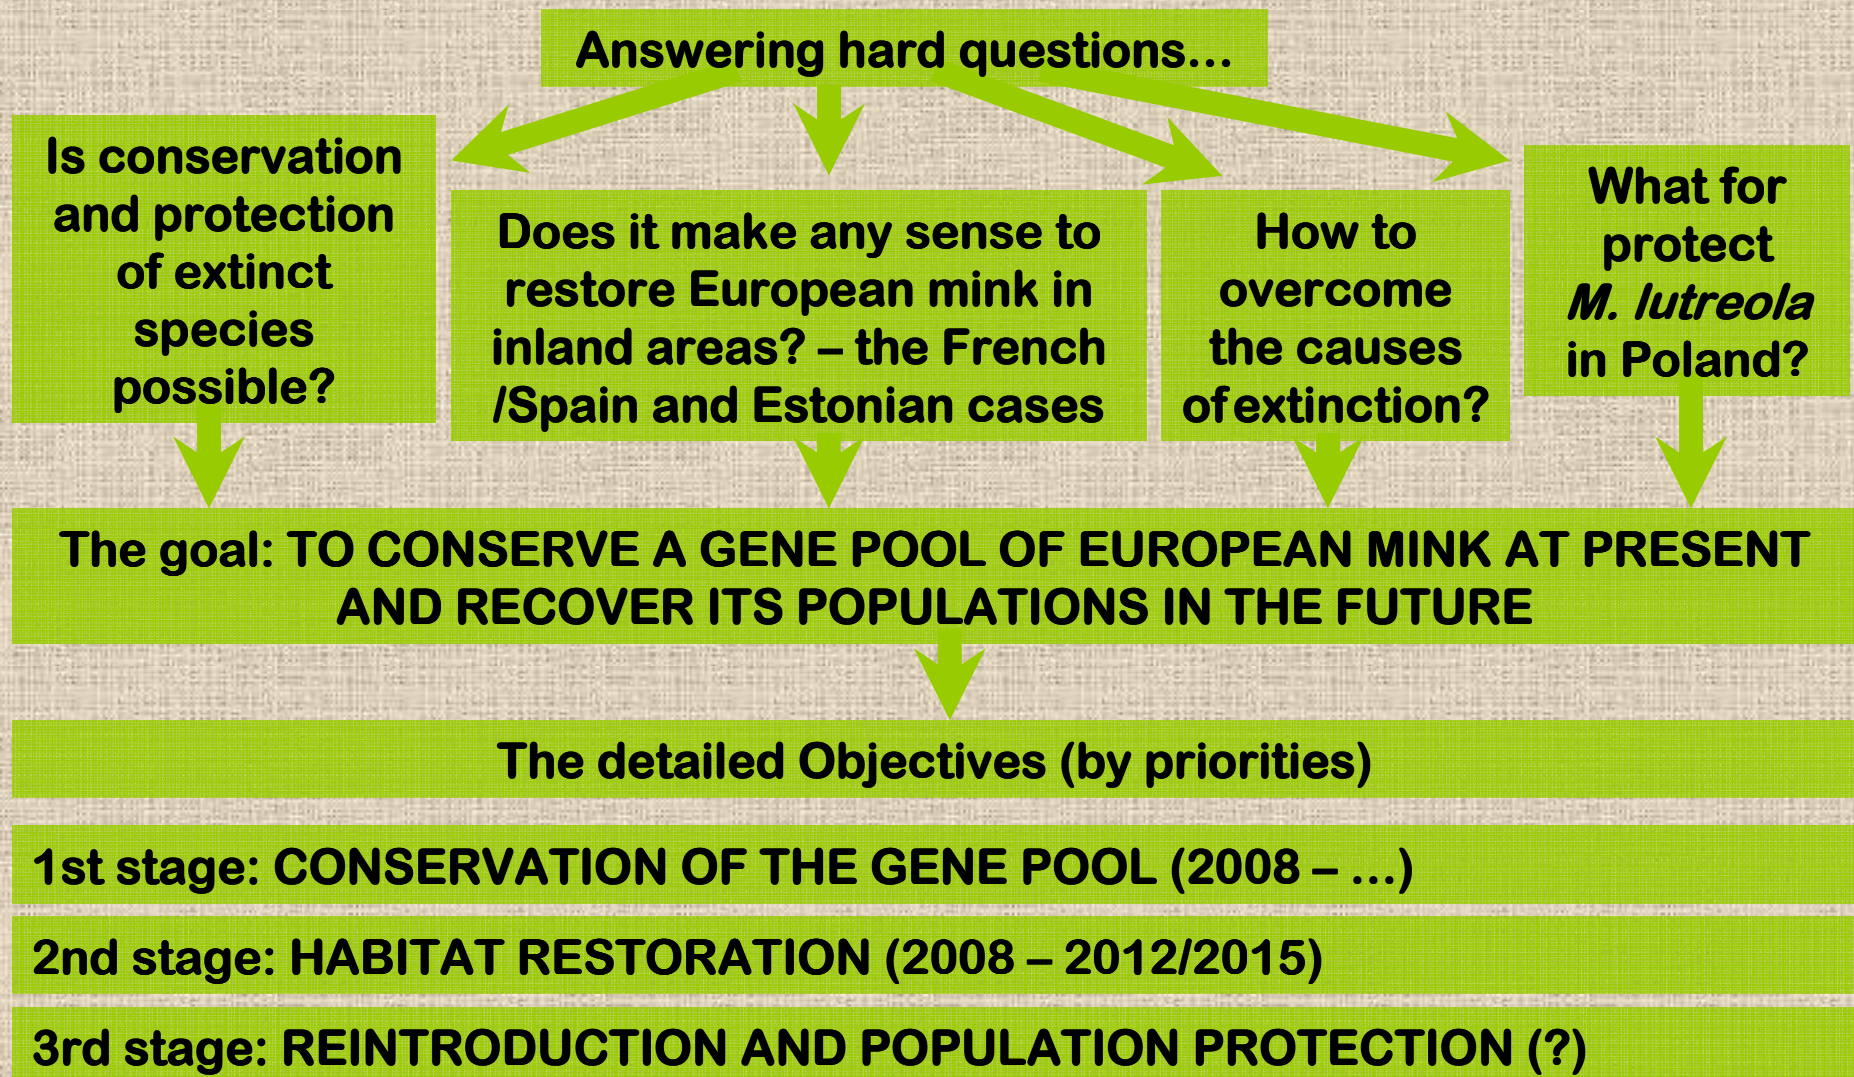 Answering hard questions…
Is conservation
and protection
of extinct
species
possible?
Does it make any sense to
restore European mink in
inland areas? – the French
/Spain and Estonian cases
How to
overcome
the causes
of extinction?
What for
protect
M. lutreola
in Poland?
The goal: TO CONSERVE A GENE POOL OF EUROPEAN MINK AT PRESENT
AND RECOVER ITS POPULATIONS IN THE FUTURE
The detailed Objectives (by priorities)
1st stage: CONSERVATION OF THE GENE POOL (2008 – …)
2nd stage: HABITAT RESTORATION (2008 – 2012/2015)
3rd stage: REINTRODUCTION AND POPULATION PROTECTION (?)